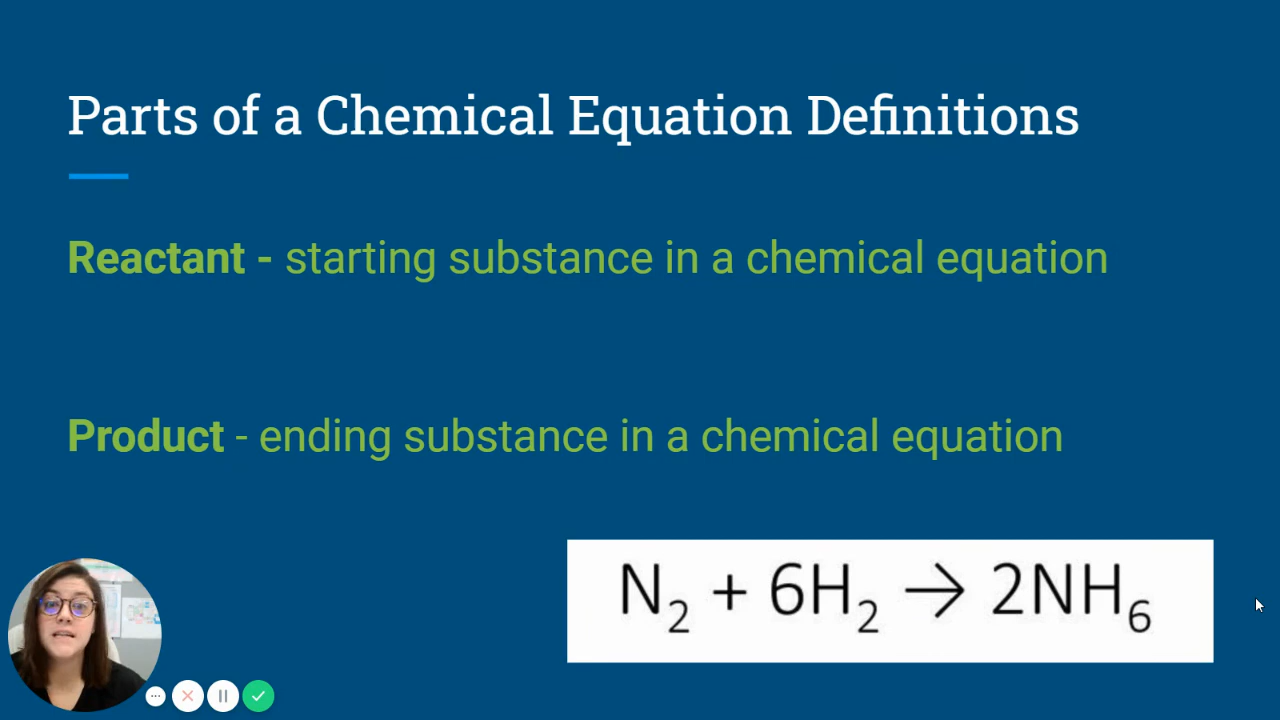 Parts of a Chemical Equation Definitions
Reactant - starting substance in a chemical equation
Product - ending substance in a chemical equation
N₂ + 6H₂ → 2NH₆